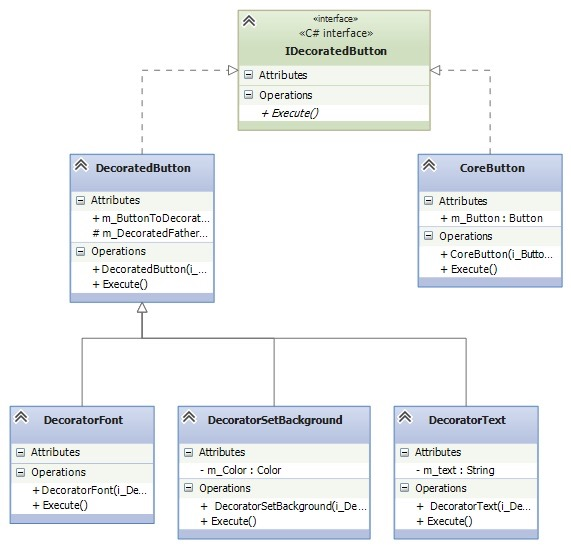 «interface»
«C# interface»
IDecoratedButton
Attributes
Operations
+ Execute()
DecoratedButton
Attributes
+ m_ButtonToDecorat...
# m_DecoratedFather...
Operations
+ DecoratedButton(i_...
+ Execute()
CoreButton
Attributes
+ m_Button : Button
Operations
+ CoreButton(i_Butto...
+ Execute()
DecoratorFont
Attributes
Operations
+ DecoratorFont(i_De...
+ Execute()
DecoratorSetBackground
Attributes
- m_Color : Color
Operations
+ DecoratorSetBackground(i_De...
+ Execute()
DecoratorText
Attributes
- m_text : String
Operations
+ DecoratorText(i_De...
+ Execute()